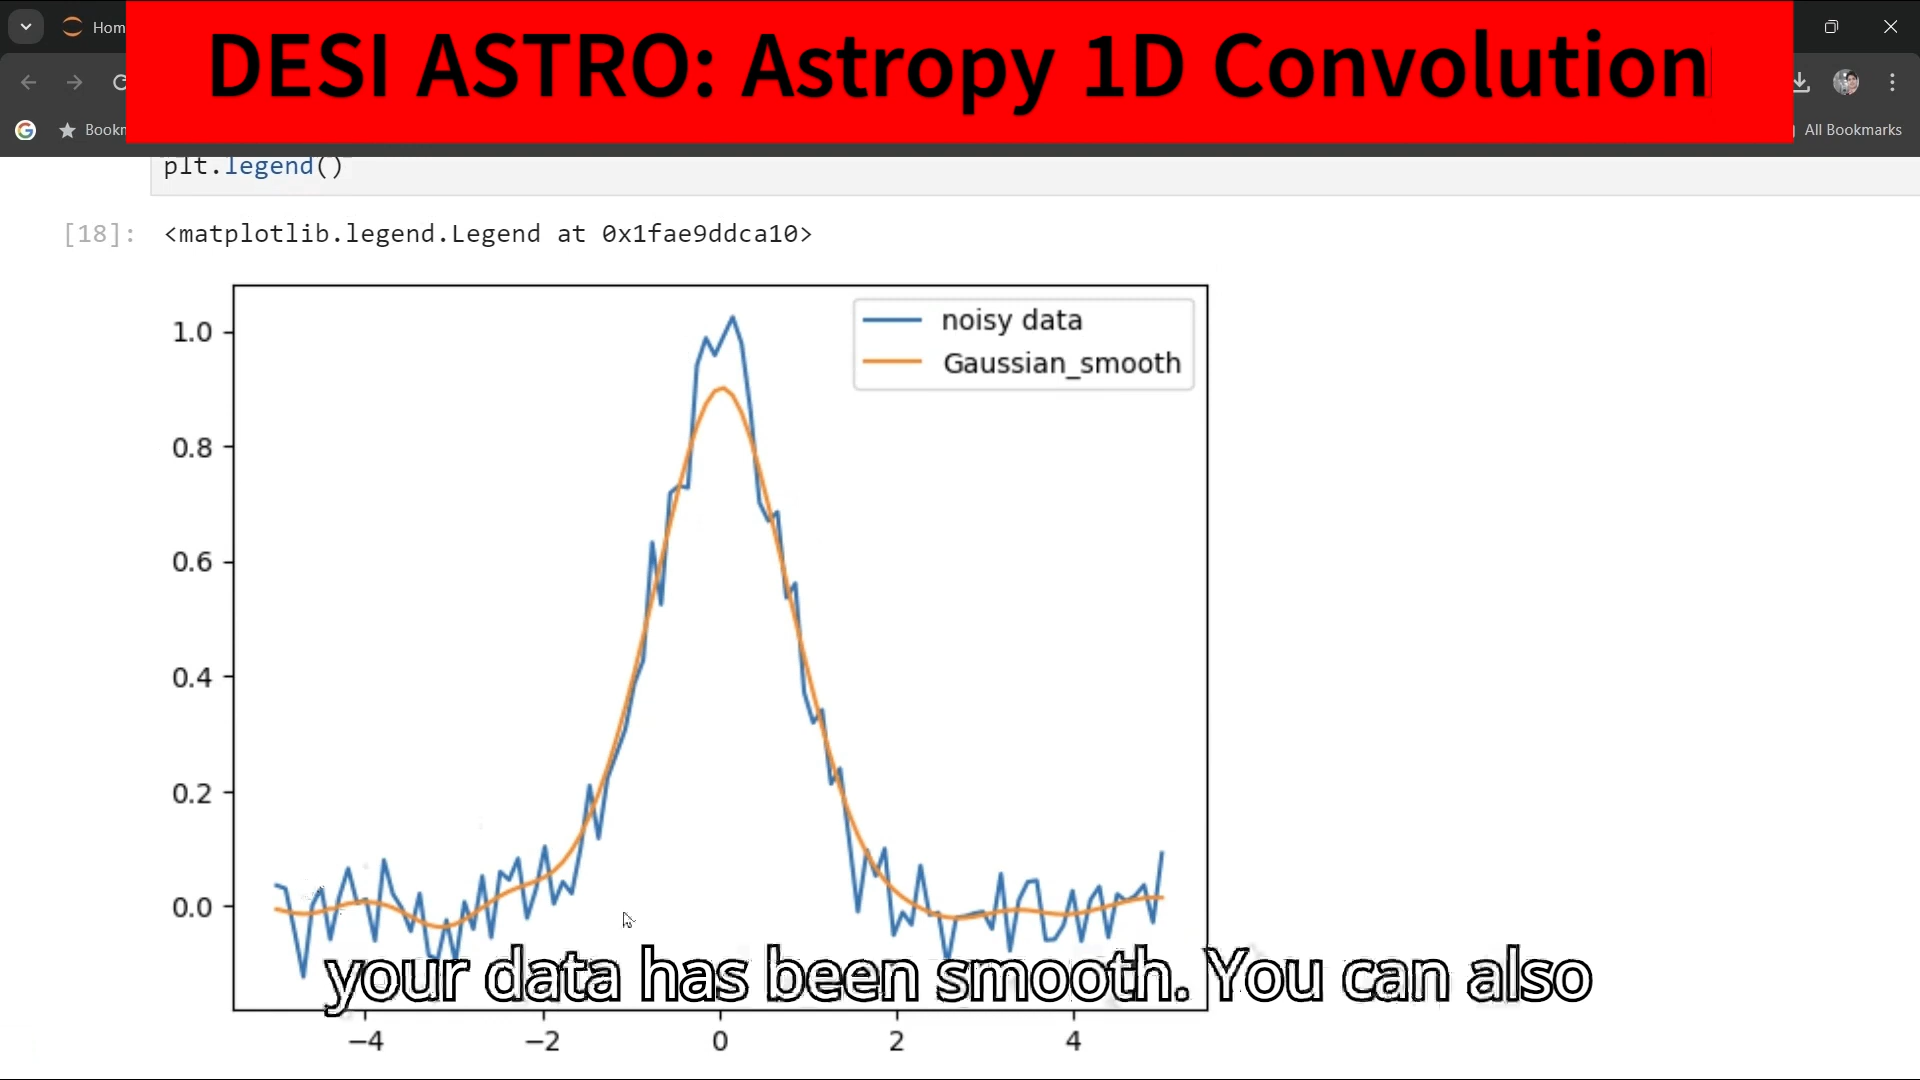 Hom
DESI ASTRO: Astropy 1D Convolution
Bookm
All Bookmarks
plt.legend()
[18]: <matplotlib.legend.Legend at 0x1fae9ddca10>
noisy data
Gaussian_smooth
1.0
0.8
0.6
0.4
0.2
0.0
your data has been smooth. You can also
−4 −2 0 2 4